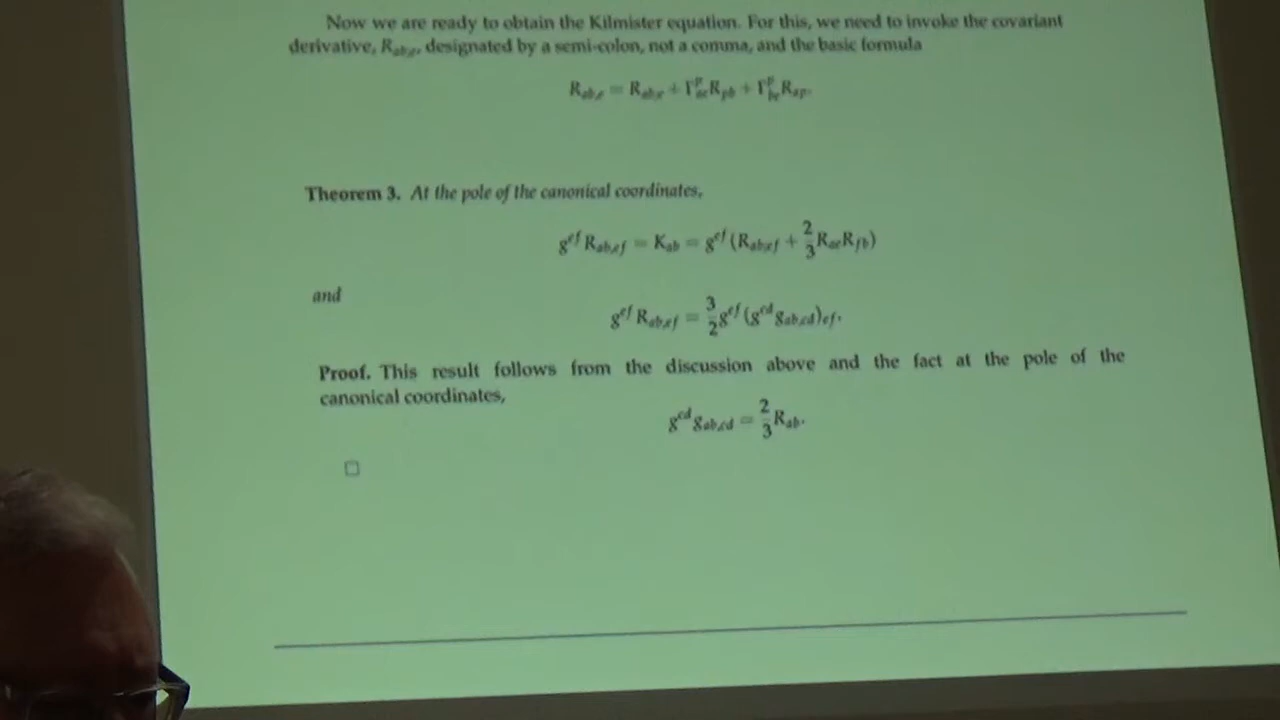 Now we are ready to obtain the Kilmister equation. For this, we need to invoke the covariant
derivative, R_{ab;e}, designated by a semi-colon, not a comma, and the basic formula
R_{ab,e} = R_{ab;e} + Γ^p_{ae}R_{pb} + Γ^p_{be}R_{ap}.
Theorem 3. At the pole of the canonical coordinates,
g^{ef} R_{ab,ef} = K_{ab} = g^{ef}(R_{ab;ef} + \frac{2}{3}R_{ae}R_{fb})
and
g^{ef} R_{ab,ef} = \frac{3}{2}g^{ef}(g^{cd} g_{ab,cd})_{,ef}.
Proof. This result follows from the discussion above and the fact at the pole of the
canonical coordinates,
g^{cd} g_{ab,cd} = \frac{2}{3}R_{ab}.
□